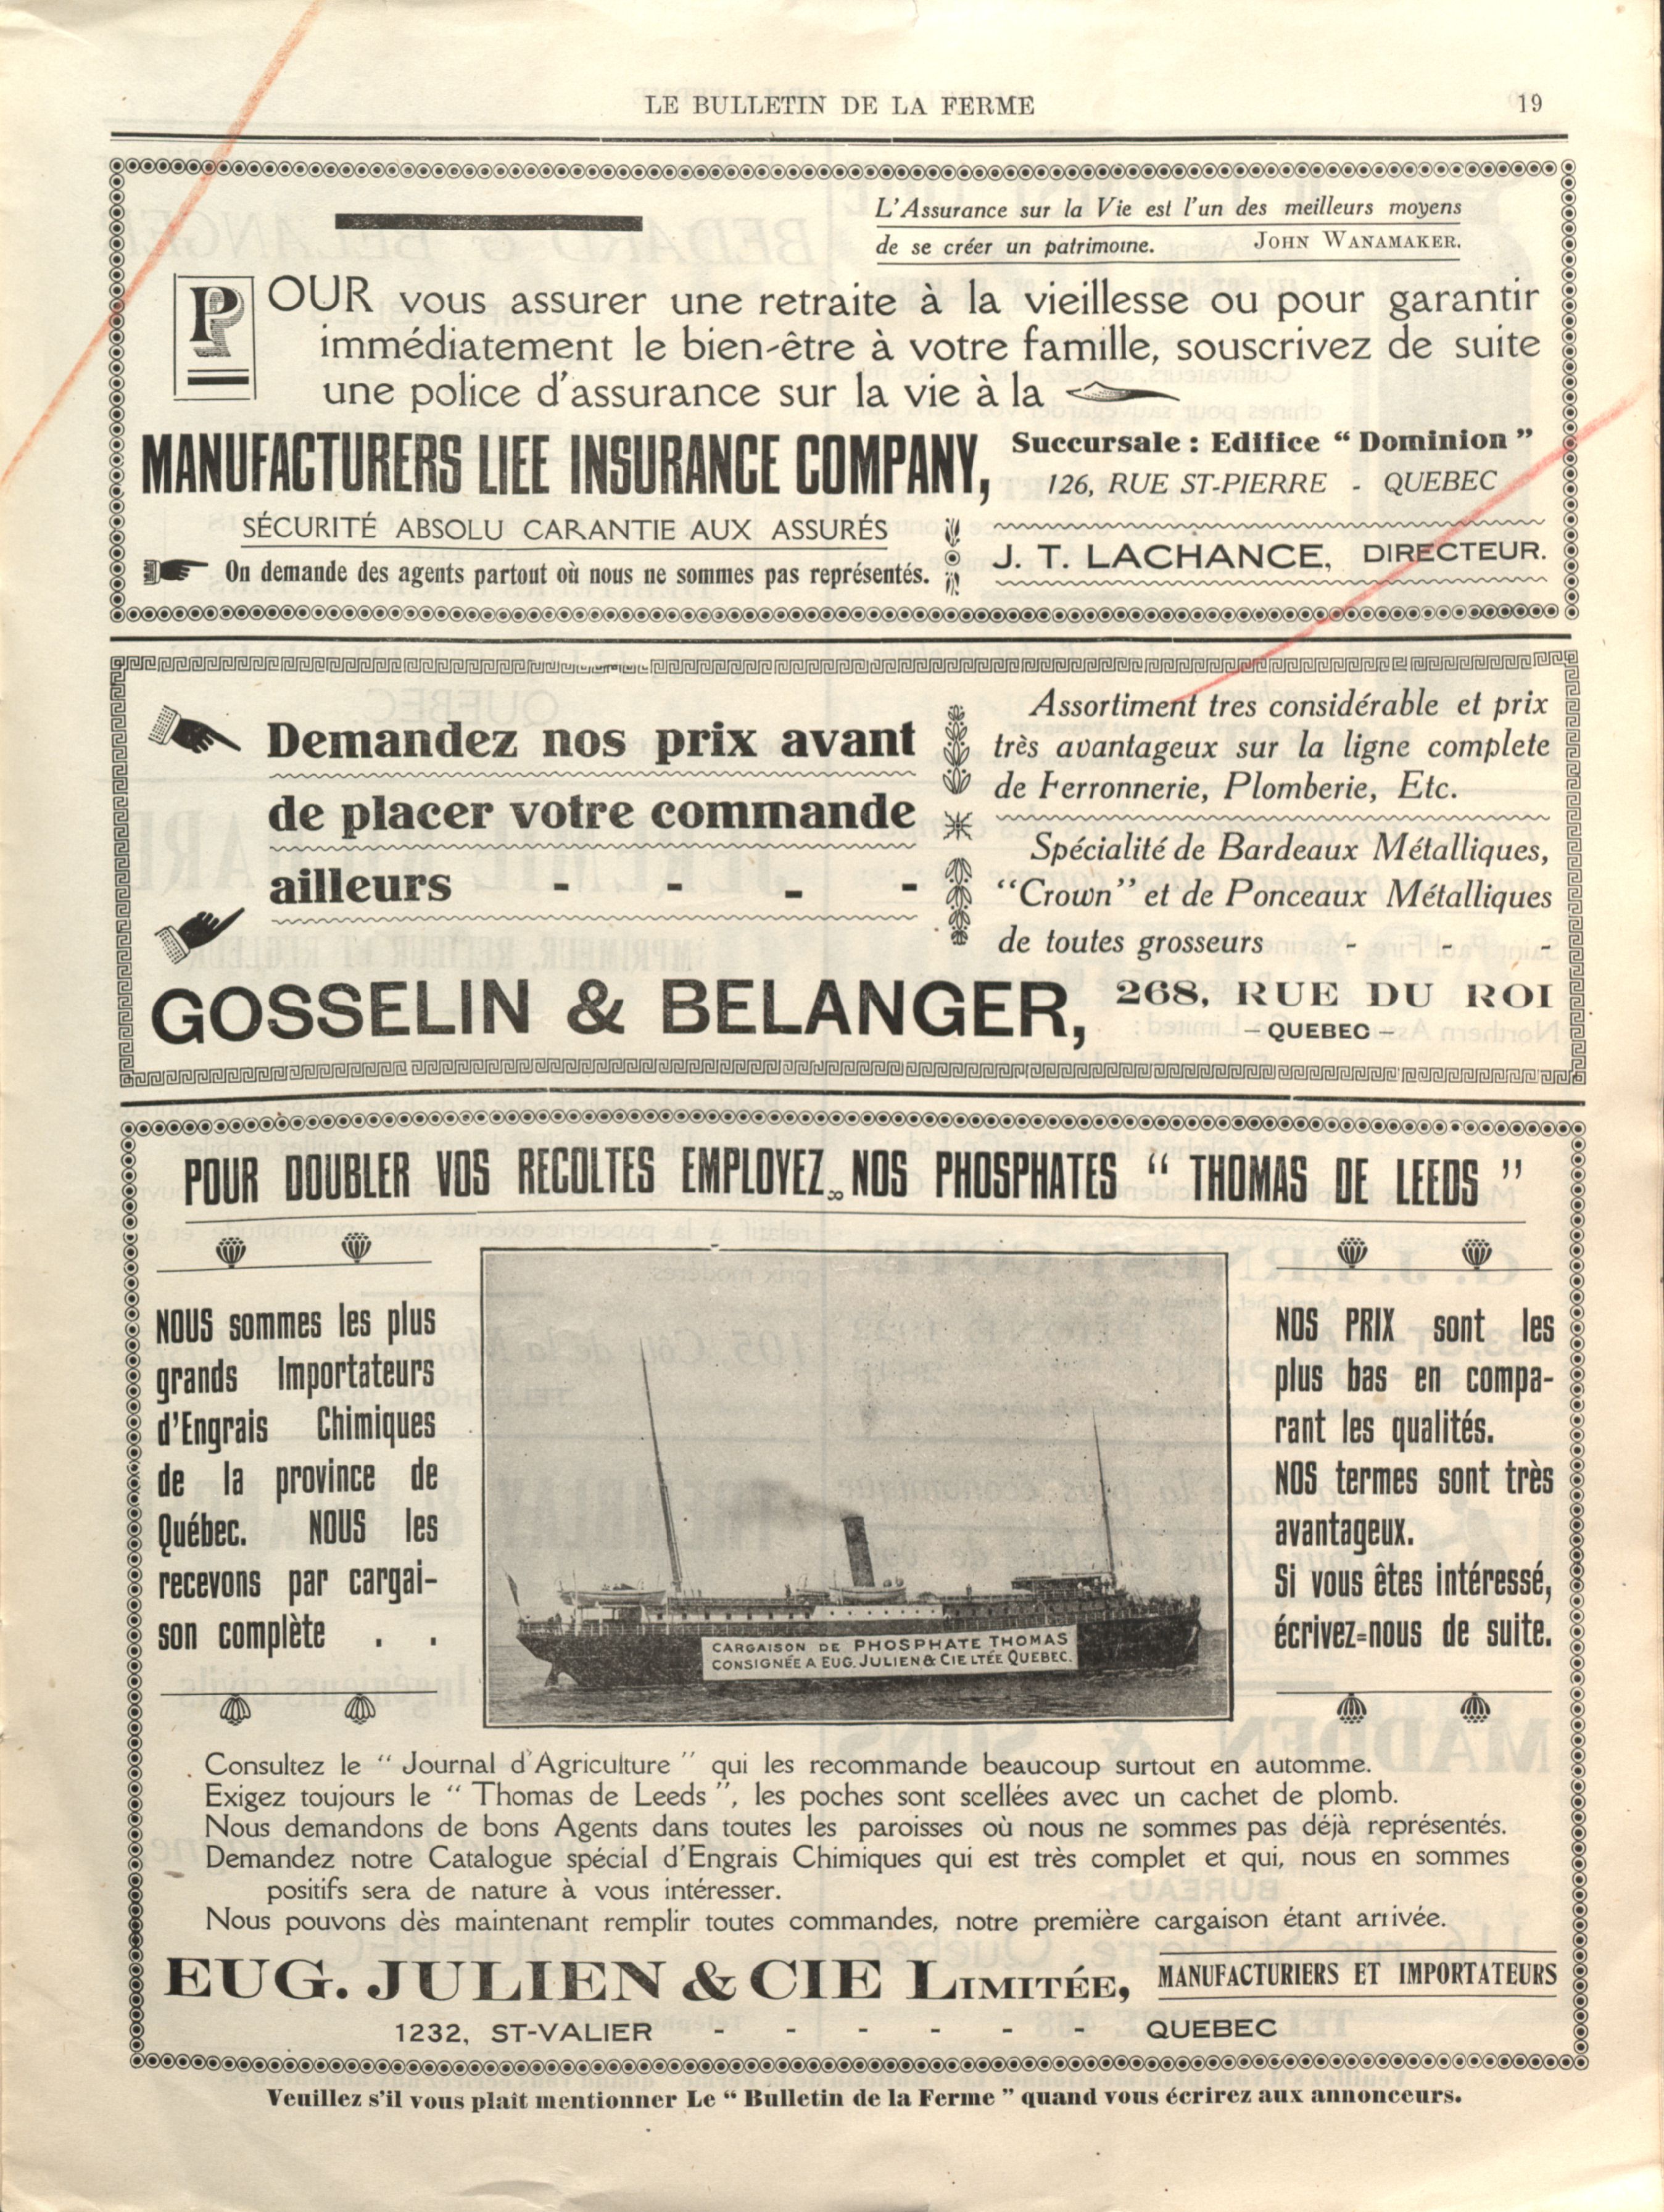 LE BULLETIN DE LA FERME 19
L'Assurance sur la Vie est l'un des meilleurs moyens
de se créer un patrimoine. JOHN WANAMAKER.
POUR vous assurer une retraite à la vieillesse ou pour garantir
immédiatement le bien-être à votre famille, souscrivez de suite
une police d'assurance sur la vie à la
MANUFACTURERS LIEE INSURANCE COMPANY,
SÉCURITÉ ABSOLU CARANTIE AUX ASSURÉS
On demande des agents partout où nous ne sommes pas représentés.
Succursale : Edifice “ Dominion ”
126, RUE ST-PIERRE - QUEBEC
J. T. LACHANCE, DIRECTEUR.
Demandez nos prix avant
de placer votre commande
ailleurs - - - -
Assortiment tres considérable et prix
très avantageux sur la ligne complete
de Ferronnerie, Plomberie, Etc.
Spécialité de Bardeaux Métalliques,
“Crown” et de Ponceaux Métalliques
de toutes grosseurs - - -
GOSSELIN & BELANGER,
268, RUE DU ROI
– QUEBEC –
POUR DOUBLER VOS RECOLTES EMPLOYEZ NOS PHOSPHATES “ THOMAS DE LEEDS ”
NOUS sommes les plus
grands Importateurs
d'Engrais Chimiques
de la province de
Québec. NOUS les
recevons par cargai-
son complète . .
CARGAISON DE PHOSPHATE THOMAS
CONSIGNÉE A EUG. JULIEN & CIE LTÉE QUEBEC.
NOS PRIX sont les
plus bas en compa-
rant les qualités.
NOS termes sont très
avantageux.
Si vous êtes intéressé,
écrivez=nous de suite.
Consultez le “ Journal d'Agriculture ” qui les recommande beaucoup surtout en automme.
Exigez toujours le “ Thomas de Leeds ”, les poches sont scellées avec un cachet de plomb.
Nous demandons de bons Agents dans toutes les paroisses où nous ne sommes pas déjà représentés.
Demandez notre Catalogue spécial d'Engrais Chimiques qui est très complet et qui, nous en sommes
positifs sera de nature à vous intéresser.
Nous pouvons dès maintenant remplir toutes commandes, notre première cargaison étant arrivée.
EUG. JULIEN & CIE LIMITÉE, MANUFACTURIERS ET IMPORTATEURS
1232, ST-VALIER - - - - - - QUEBEC
Veuillez s'il vous plaît mentionner Le “ Bulletin de la Ferme ” quand vous écrirez aux annonceurs.